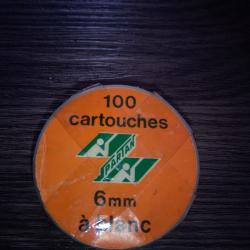 100
cartouches
SPARTAN
6mm
à blanc